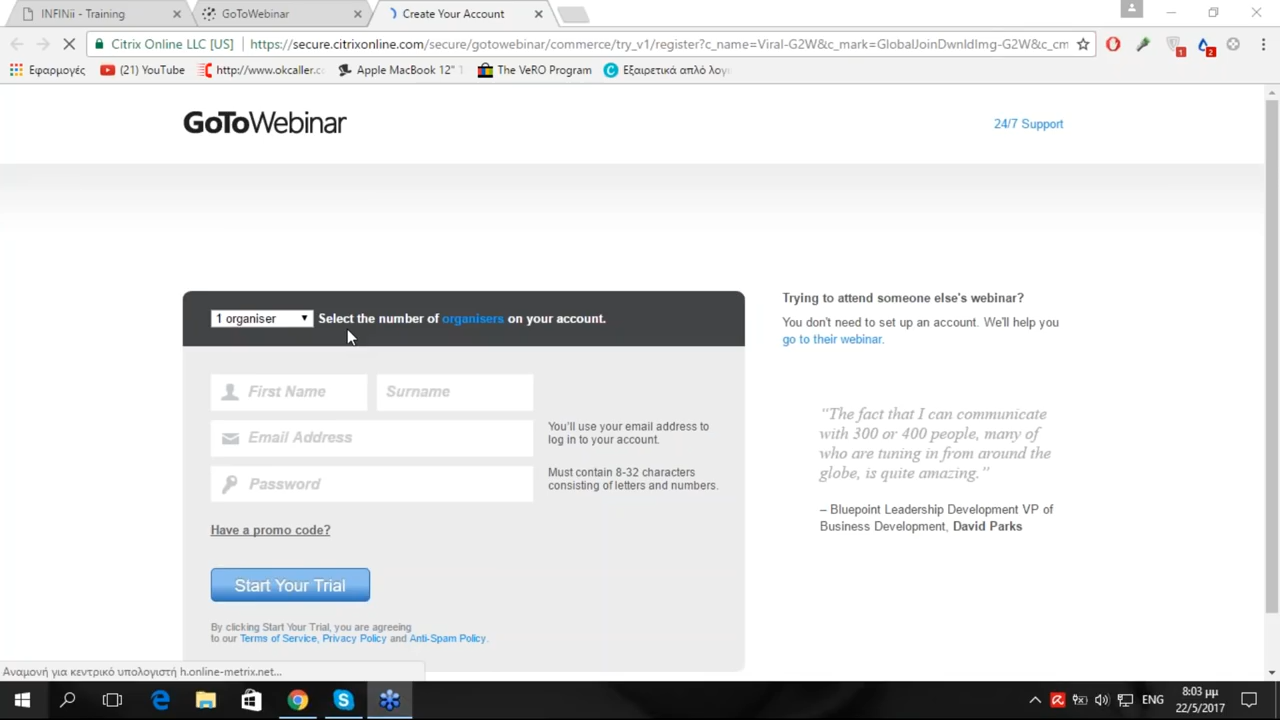 INFINii - Training
GoToWebinar
Create Your Account
Citrix Online LLC [US]
https://secure.citrixonline.com/secure/gotowebinar/commerce/try_v1/register?c_name=Viral-G2W&c_mark=GlobalJoinDwnldImg-G2W&c_cm
Εφαρμογές
(21) YouTube
http://www.okcaller.c
Apple MacBook 12"
The VeRO Program
Εξαιρετικά απλό λογι
1
2
GoToWebinar
24/7 Support
1 organiser
Select the number of organisers on your account.
First Name
Surname
Email Address
You'll use your email address to
log in to your account.
Password
Must contain 8-32 characters
consisting of letters and numbers.
Have a promo code?
Start Your Trial
By clicking Start Your Trial, you are agreeing
to our Terms of Service, Privacy Policy and Anti-Spam Policy.
Trying to attend someone else's webinar?
You don't need to set up an account. We'll help you
go to their webinar.
“The fact that I can communicate
with 300 or 400 people, many of
who are tuning in from around the
globe, is quite amazing.”
– Bluepoint Leadership Development VP of
Business Development, David Parks
Αναμονή για κεντρικό υπολογιστή h.online-metrix.net...
ENG
8:03 μμ
22/5/2017